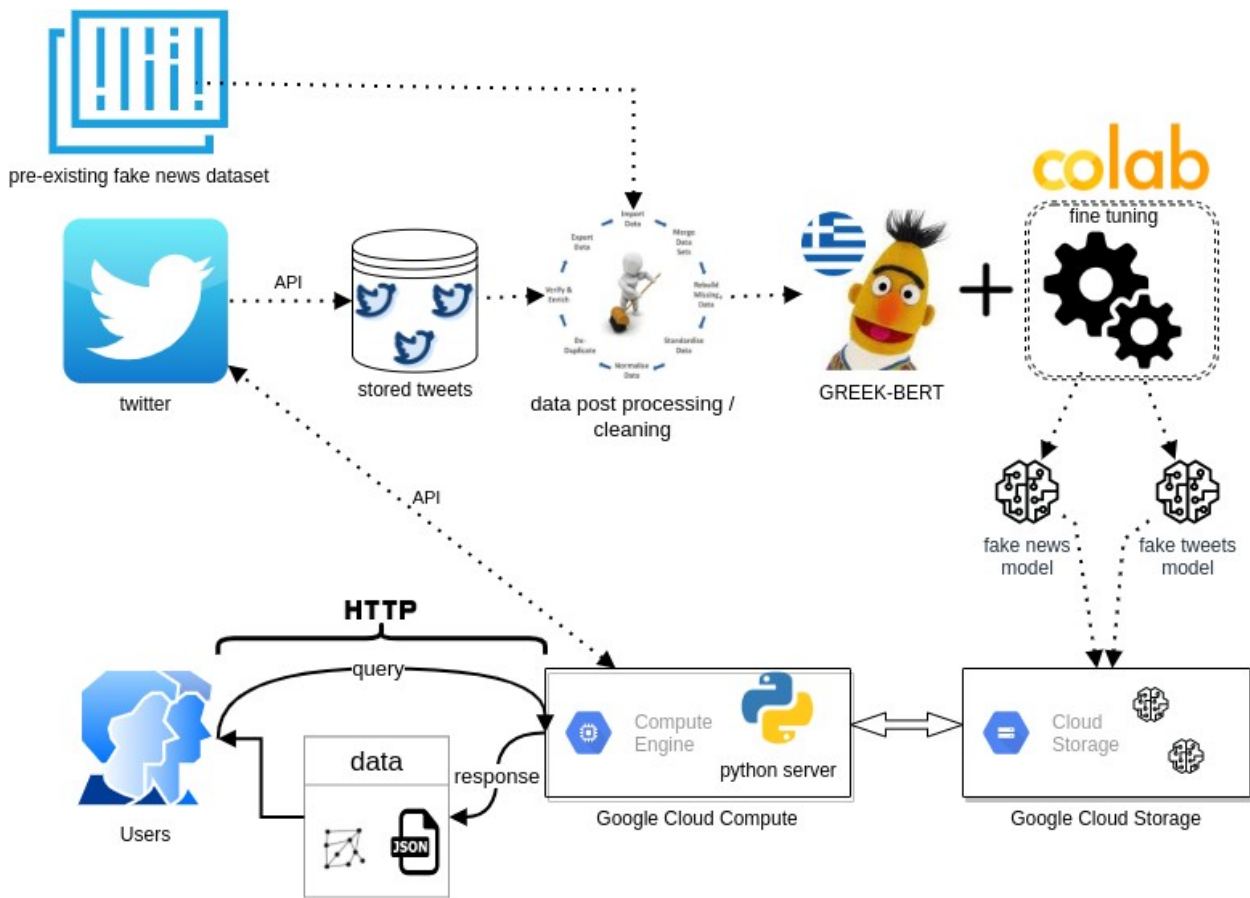 pre-existing fake news dataset
colab
fine tuning
API
Import
Data
Merge
Data
Sets
Rebuild
Missing
Data
Standardise
Data
Normalise
Data
De-
Duplicate
Verify &
Enrich
Export
Data
twitter
stored tweets
data post processing /
cleaning
GREEK-BERT
API
fake news
model
fake tweets
model
HTTP
query
Compute
Engine
python server
Cloud
Storage
data
response
JSON
Users
Google Cloud Compute
Google Cloud Storage